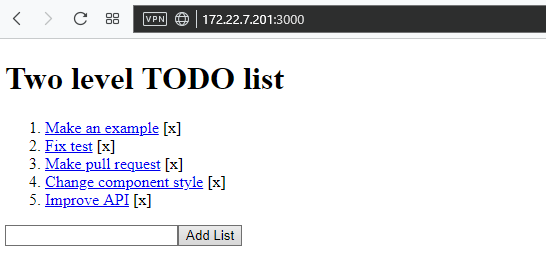 VPN 172.22.7.201:3000
Two level TODO list
1. Make an example [x]
2. Fix test [x]
3. Make pull request [x]
4. Change component style [x]
5. Improve API [x]
Add List